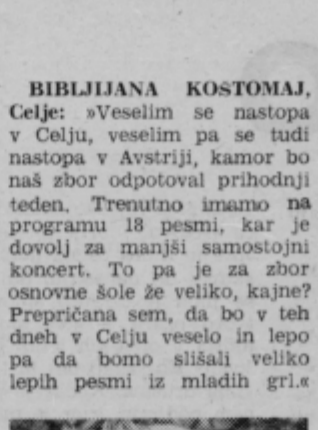 BIBLJIJANA KOSTOMAJ,
Celje: »Veselim se nastopa
v Celju, veselim pa se tudi
nastopa v Avstriji, kamor bo
naš zbor odpotoval prihodnji
teden. Trenutno imamo na
programu 18 pesmi, kar je
dovolj za manjši samostojni
koncert. To pa je za zbor
osnovne šole že veliko, kajne?
Prepričana sem, da bo v teh
dneh v Celju veselo in lepo
pa da bomo slišali veliko
lepih pesmi iz mladih grl.«